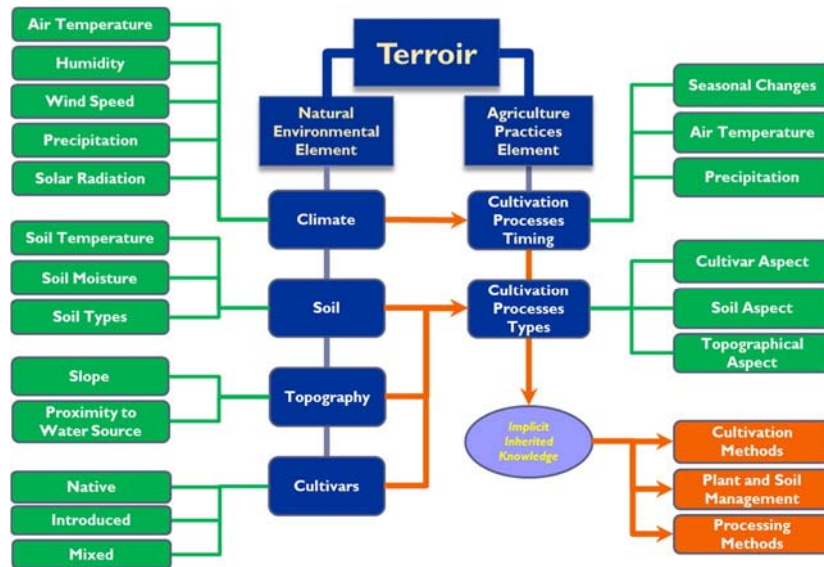 Terroir
Natural
Environmental
Element
Agriculture
Practices
Element
Air Temperature
Humidity
Wind Speed
Precipitation
Solar Radiation
Climate
Cultivation
Processes
Timing
Seasonal Changes
Air Temperature
Precipitation
Soil Temperature
Soil Moisture
Soil Types
Soil
Cultivation
Processes
Types
Cultivar Aspect
Soil Aspect
Topographical
Aspect
Slope
Proximity to
Water Source
Topography
Implicit
Inherited
Knowledge
Native
Introduced
Mixed
Cultivars
Cultivation
Methods
Plant and Soil
Management
Processing
Methods